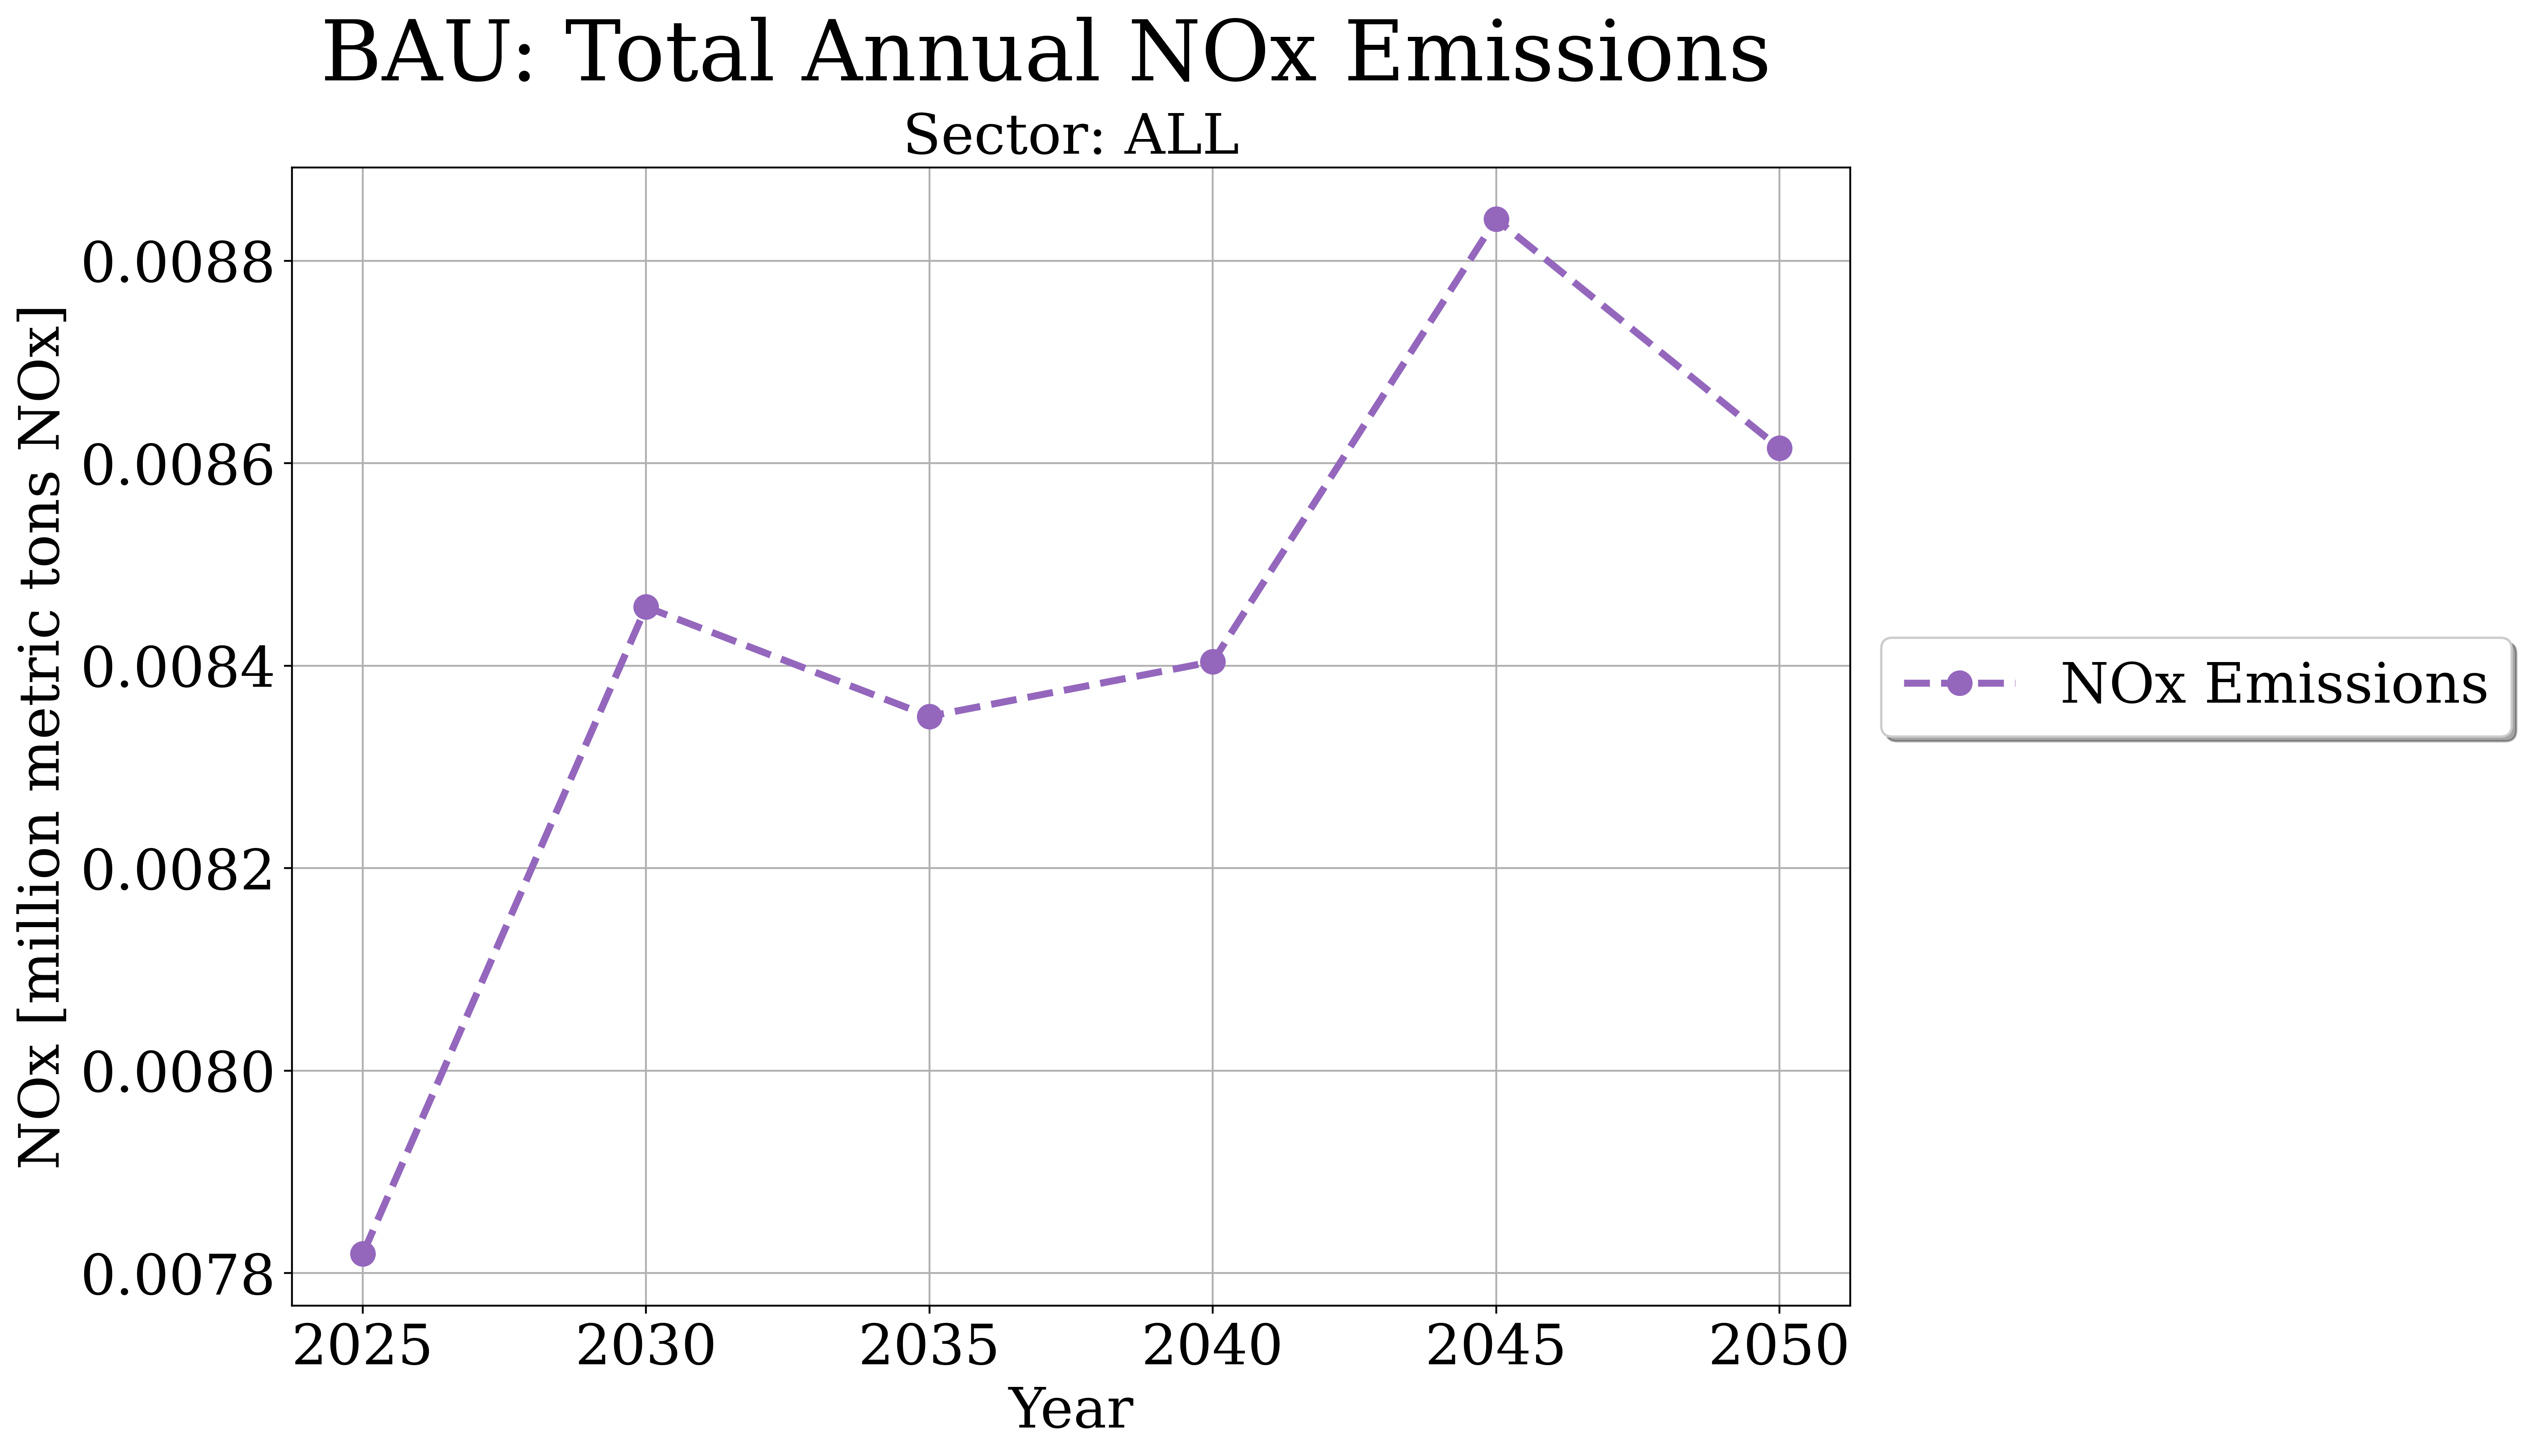 BAU: Total Annual NOx Emissions
Sector: ALL
NOx [million metric tons NOx]
0.0088
0.0086
0.0084
0.0082
0.0080
0.0078
2025 2030 2035 2040 2045 2050
Year
NOx Emissions